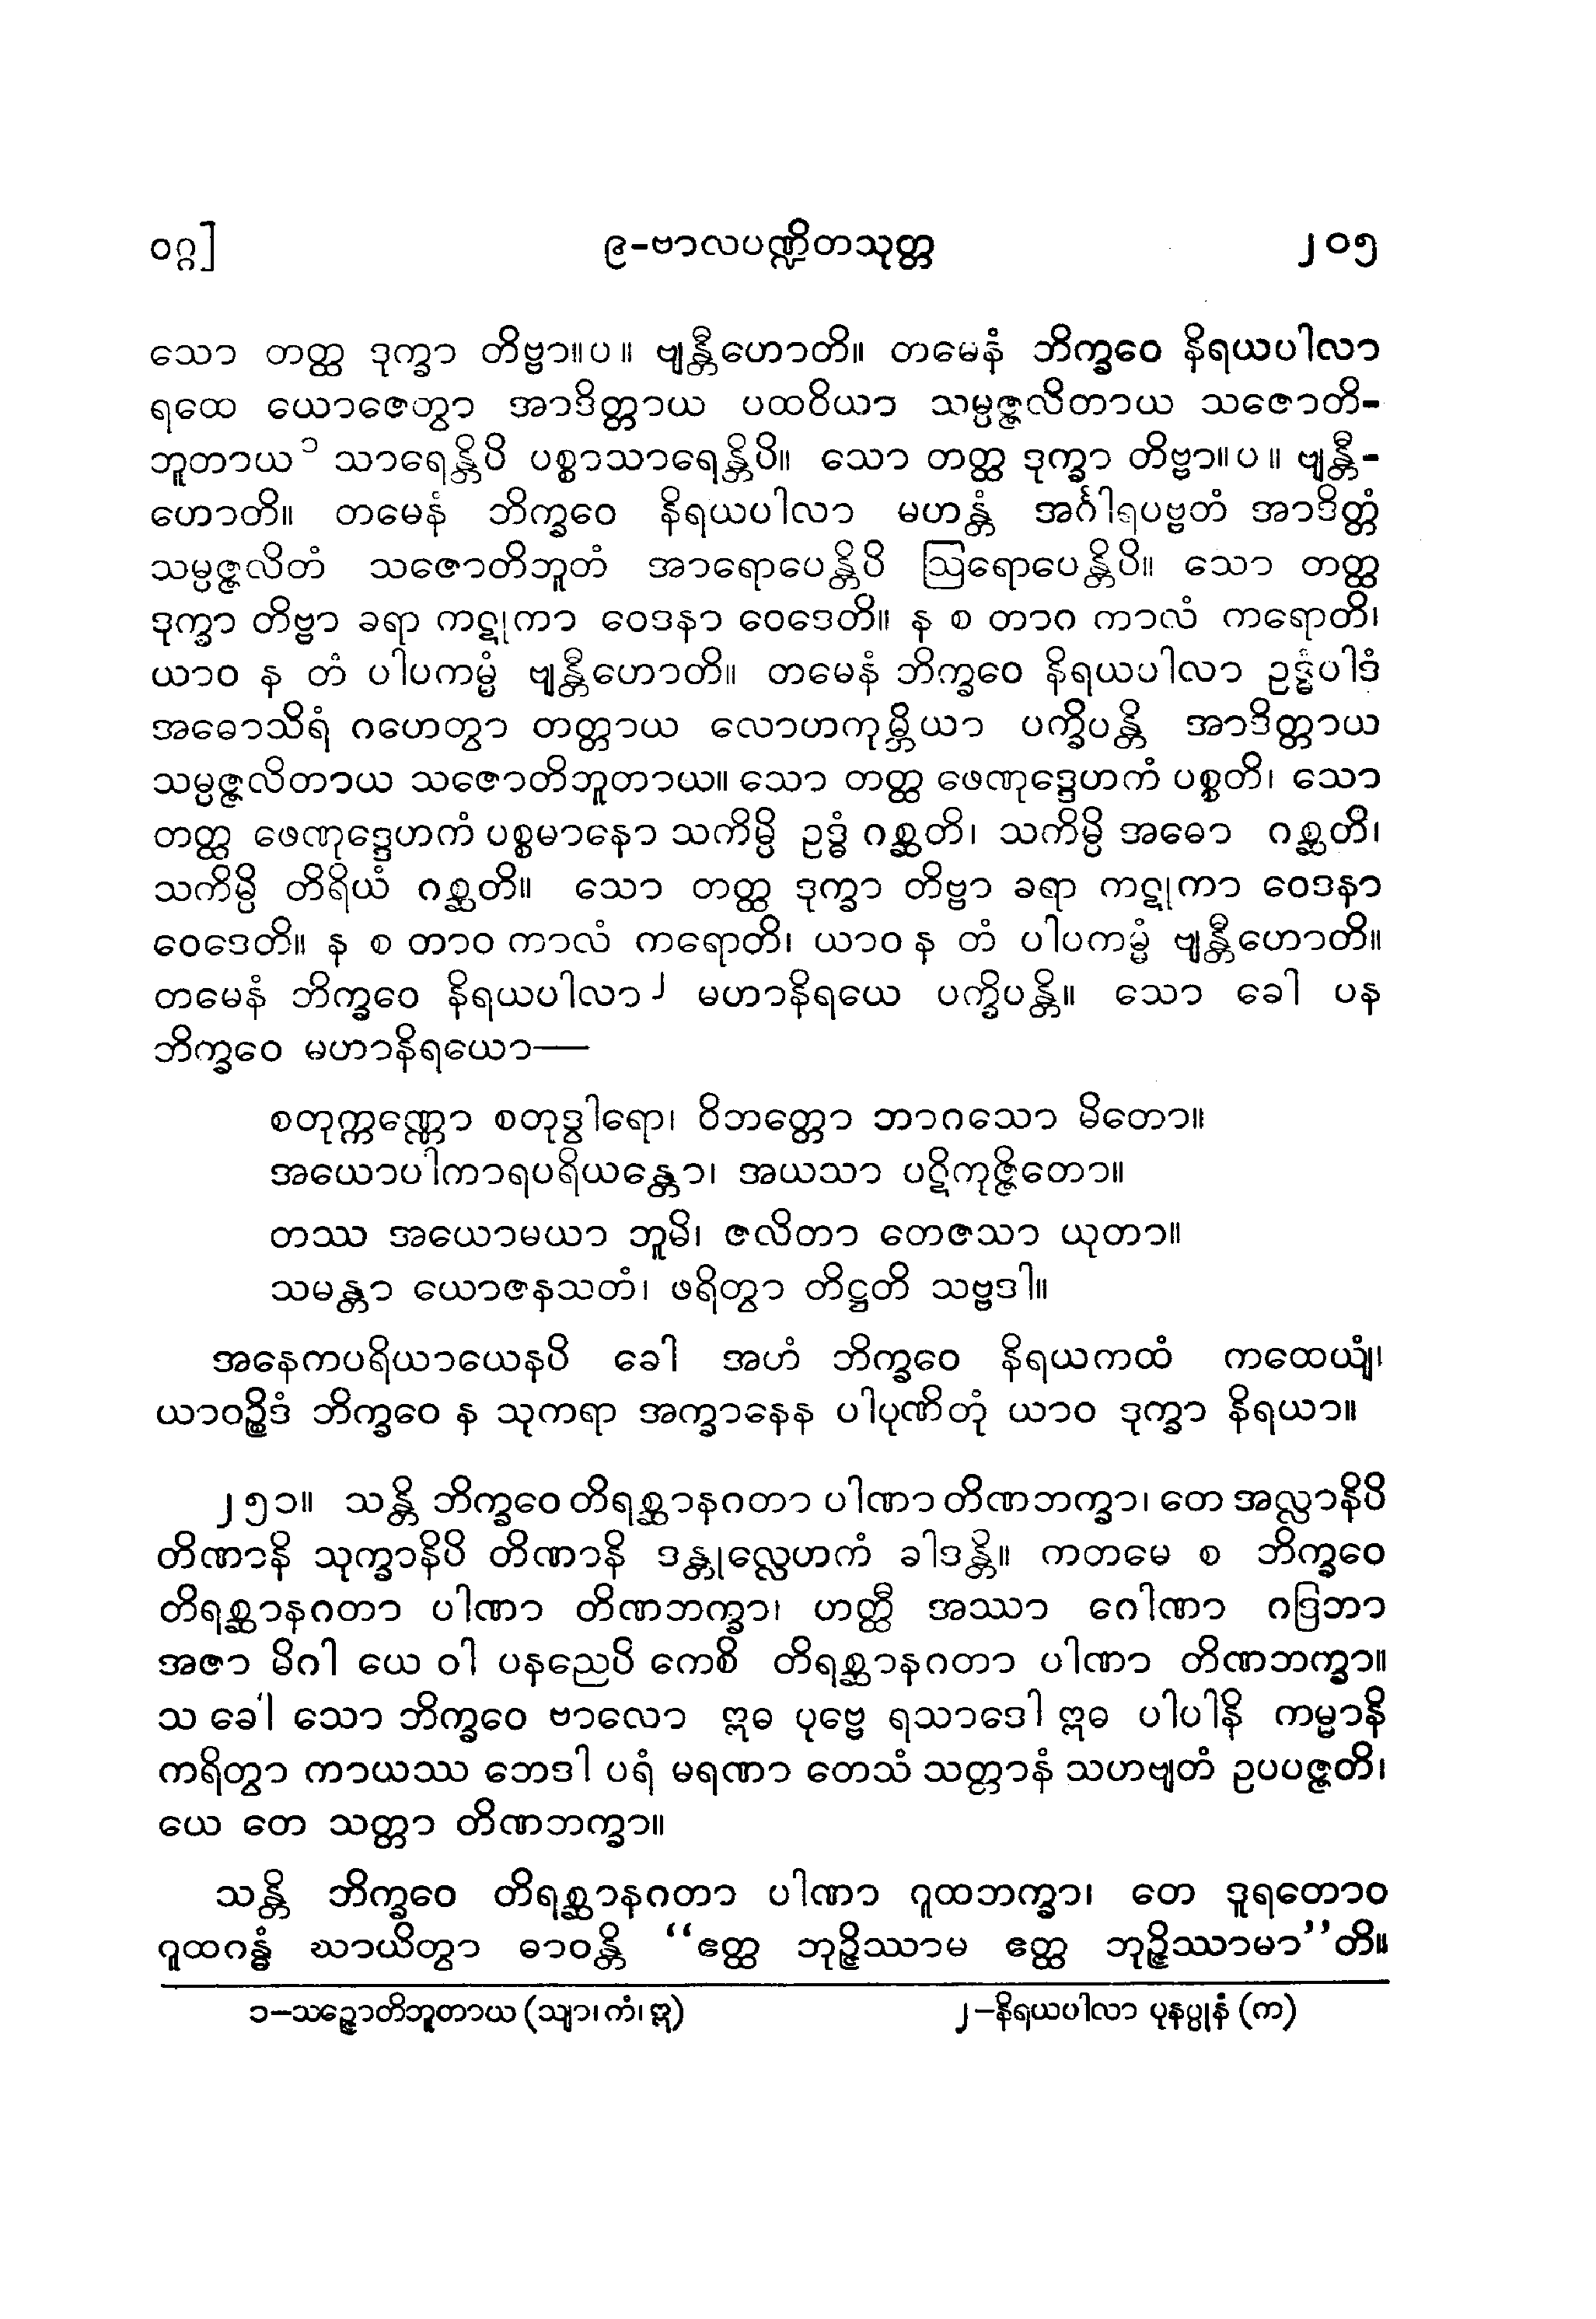 ဝဂ္ဂ] ၉-ဗာလပဏ္ဍိတသုတ္တ ၂၀၅
သော တတ္ထ ဒုက္ခာ တိဗ္ဗာ။ပ။ ဗျန္တီဟောတိ။ တမေနံ ဘိက္ခဝေ နိရယပါလာ
ရထေ ယောဇေတွာ အာဒိတ္တာယ ပထဝိယာ သမ္ပဇ္ဇလိတာယ သဇောတိ-
ဘူတာယ ၁ သာရေန္တိပိ ပစ္စာသာရေန္တိပိ။ သော တတ္ထ ဒုက္ခာ တိဗ္ဗာ။ပ။ ဗျန္တီ-
ဟောတိ။ တမေနံ ဘိက္ခဝေ နိရယပါလာ မဟန္တံ အင်္ဂါရပဗ္ဗတံ အာဒိတ္တံ
သမ္ပဇ္ဇလိတံ သဇောတိဘူတံ အာရောပေန္တိပိ ဩရောပေန္တိပိ။ သော တတ္ထ
ဒုက္ခာ တိဗ္ဗာ ခရာ ကဋုကာ ဝေဒနာ ဝေဒေတိ။ န စ တာဂ ကာလံ ကရောတိ၊
ယာဝ န တံ ပါပကမ္မံ ဗျန္တီဟောတိ။ တမေနံ ဘိက္ခဝေ နိရယပါလာ ဥဒ္ဓံပါဒံ
အဓောသိရံ ဂဟေတွာ တတ္တာယ လောဟကုမ္ဘိယာ ပက္ခိပန္တိ အာဒိတ္တာယ
သမ္ပဇ္ဇလိတာယ သဇောတိဘူတာယ။ သော တတ္ထ ဖေဏုဒ္ဒေဟကံ ပစ္စတိ၊ သော
တတ္ထ ဖေဏုဒ္ဒေဟကံ ပစ္စမာနော သကိမ္ပိ ဥဒ္ဓံ ဂစ္ဆတိ၊ သကိမ္ပိ အဓော ဂစ္ဆတိ၊
သကိမ္ပိ တိရိယံ ဂစ္ဆတိ။ သော တတ္ထ ဒုက္ခာ တိဗ္ဗာ ခရာ ကဋုကာ ဝေဒနာ
ဝေဒေတိ။ န စ တာဝ ကာလံ ကရောတိ၊ ယာဝ န တံ ပါပကမ္မံ ဗျန္တီဟောတိ။
တမေနံ ဘိက္ခဝေ နိရယပါလာ ၂ မဟာနိရယေ ပက္ခိပန္တိ။ သော ခေါ ပန
ဘိက္ခဝေ မဟာနိရယော—
စတုက္ကဏ္ဏော စတုဒွါရော၊ ဝိဘတ္တော ဘာဂသော မိတော။
အယောပါကာရပရိယန္တော၊ အယသာ ပဋိကုဇ္ဇိတော။
တဿ အယောမယာ ဘူမိ၊ ဇလိတာ တေဇသာ ယုတာ။
သမန္တာ ယောဇနသတံ၊ ဖရိတွာ တိဋ္ဌတိ သဗ္ဗဒါ။
အနေကပရိယာယေနပိ ခေါ အဟံ ဘိက္ခဝေ နိရယကထံ ကထေယျံ၊
ယာဝဉ္စိဒံ ဘိက္ခဝေ န သုကရာ အက္ခာနေန ပါပုဏိတုံ ယာဝ ဒုက္ခာ နိရယာ။
၂၅၁။ သန္တိ ဘိက္ခဝေ တိရစ္ဆာနဂတာ ပါဏာ တိဏဘက္ခာ၊ တေ အလ္လာနိပိ
တိဏာနိ သုက္ခာနိပိ တိဏာနိ ဒန္တုလ္လေဟကံ ခါဒန္တိ။ ကတမေ စ ဘိက္ခဝေ
တိရစ္ဆာနဂတာ ပါဏာ တိဏဘက္ခာ၊ ဟတ္ထီ အဿာ ဂေါဏာ ဂဒြဘာ
အဇာ မိဂါ ယေ ဝါ ပနညေပိ ကေစိ တိရစ္ဆာနဂတာ ပါဏာ တိဏဘက္ခာ။
သ ခေါ သော ဘိက္ခဝေ ဗာလော ဣဓ ပုဗ္ဗေ ရသာဒေါ ဣဓ ပါပါနိ ကမ္မာနိ
ကရိတွာ ကာယဿ ဘေဒါ ပရံ မရဏာ တေသံ သတ္တာနံ သဟဗျတံ ဥပပဇ္ဇတိ၊
ယေ တေ သတ္တာ တိဏဘက္ခာ။
သန္တိ ဘိက္ခဝေ တိရစ္ဆာနဂတာ ပါဏာ ဂူထဘက္ခာ၊ တေ ဒူရတောဝ
ဂူထဂန္ဓံ ဃာယိတွာ ဓာဝန္တိ “ဧတ္ထ ဘုဉ္ဇိဿာမ ဧတ္ထ ဘုဉ္ဇိဿာမာ”တိ။
၁-သဉ္ဇောတိဘူတာယ (သျာ၊ကံ၊ဣ) ၂-နိရယပါလာ ပုနပ္ပုနံ (က)